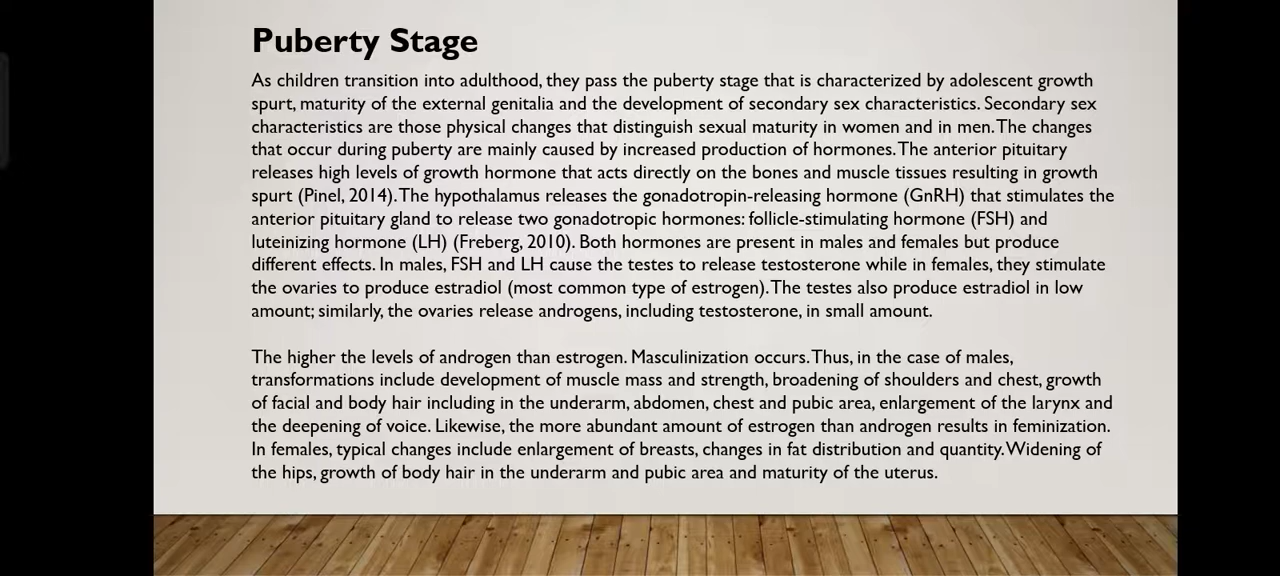 Puberty Stage
As children transition into adulthood, they pass the puberty stage that is characterized by adolescent growth
spurt, maturity of the external genitalia and the development of secondary sex characteristics. Secondary sex
characteristics are those physical changes that distinguish sexual maturity in women and in men. The changes
that occur during puberty are mainly caused by increased production of hormones. The anterior pituitary
releases high levels of growth hormone that acts directly on the bones and muscle tissues resulting in growth
spurt (Pinel, 2014). The hypothalamus releases the gonadotropin-releasing hormone (GnRH) that stimulates the
anterior pituitary gland to release two gonadotropic hormones: follicle-stimulating hormone (FSH) and
luteinizing hormone (LH) (Freberg, 2010). Both hormones are present in males and females but produce
different effects. In males, FSH and LH cause the testes to release testosterone while in females, they stimulate
the ovaries to produce estradiol (most common type of estrogen). The testes also produce estradiol in low
amount; similarly, the ovaries release androgens, including testosterone, in small amount.
The higher the levels of androgen than estrogen. Masculinization occurs. Thus, in the case of males,
transformations include development of muscle mass and strength, broadening of shoulders and chest, growth
of facial and body hair including in the underarm, abdomen, chest and pubic area, enlargement of the larynx and
the deepening of voice. Likewise, the more abundant amount of estrogen than androgen results in feminization.
In females, typical changes include enlargement of breasts, changes in fat distribution and quantity. Widening of
the hips, growth of body hair in the underarm and pubic area and maturity of the uterus.